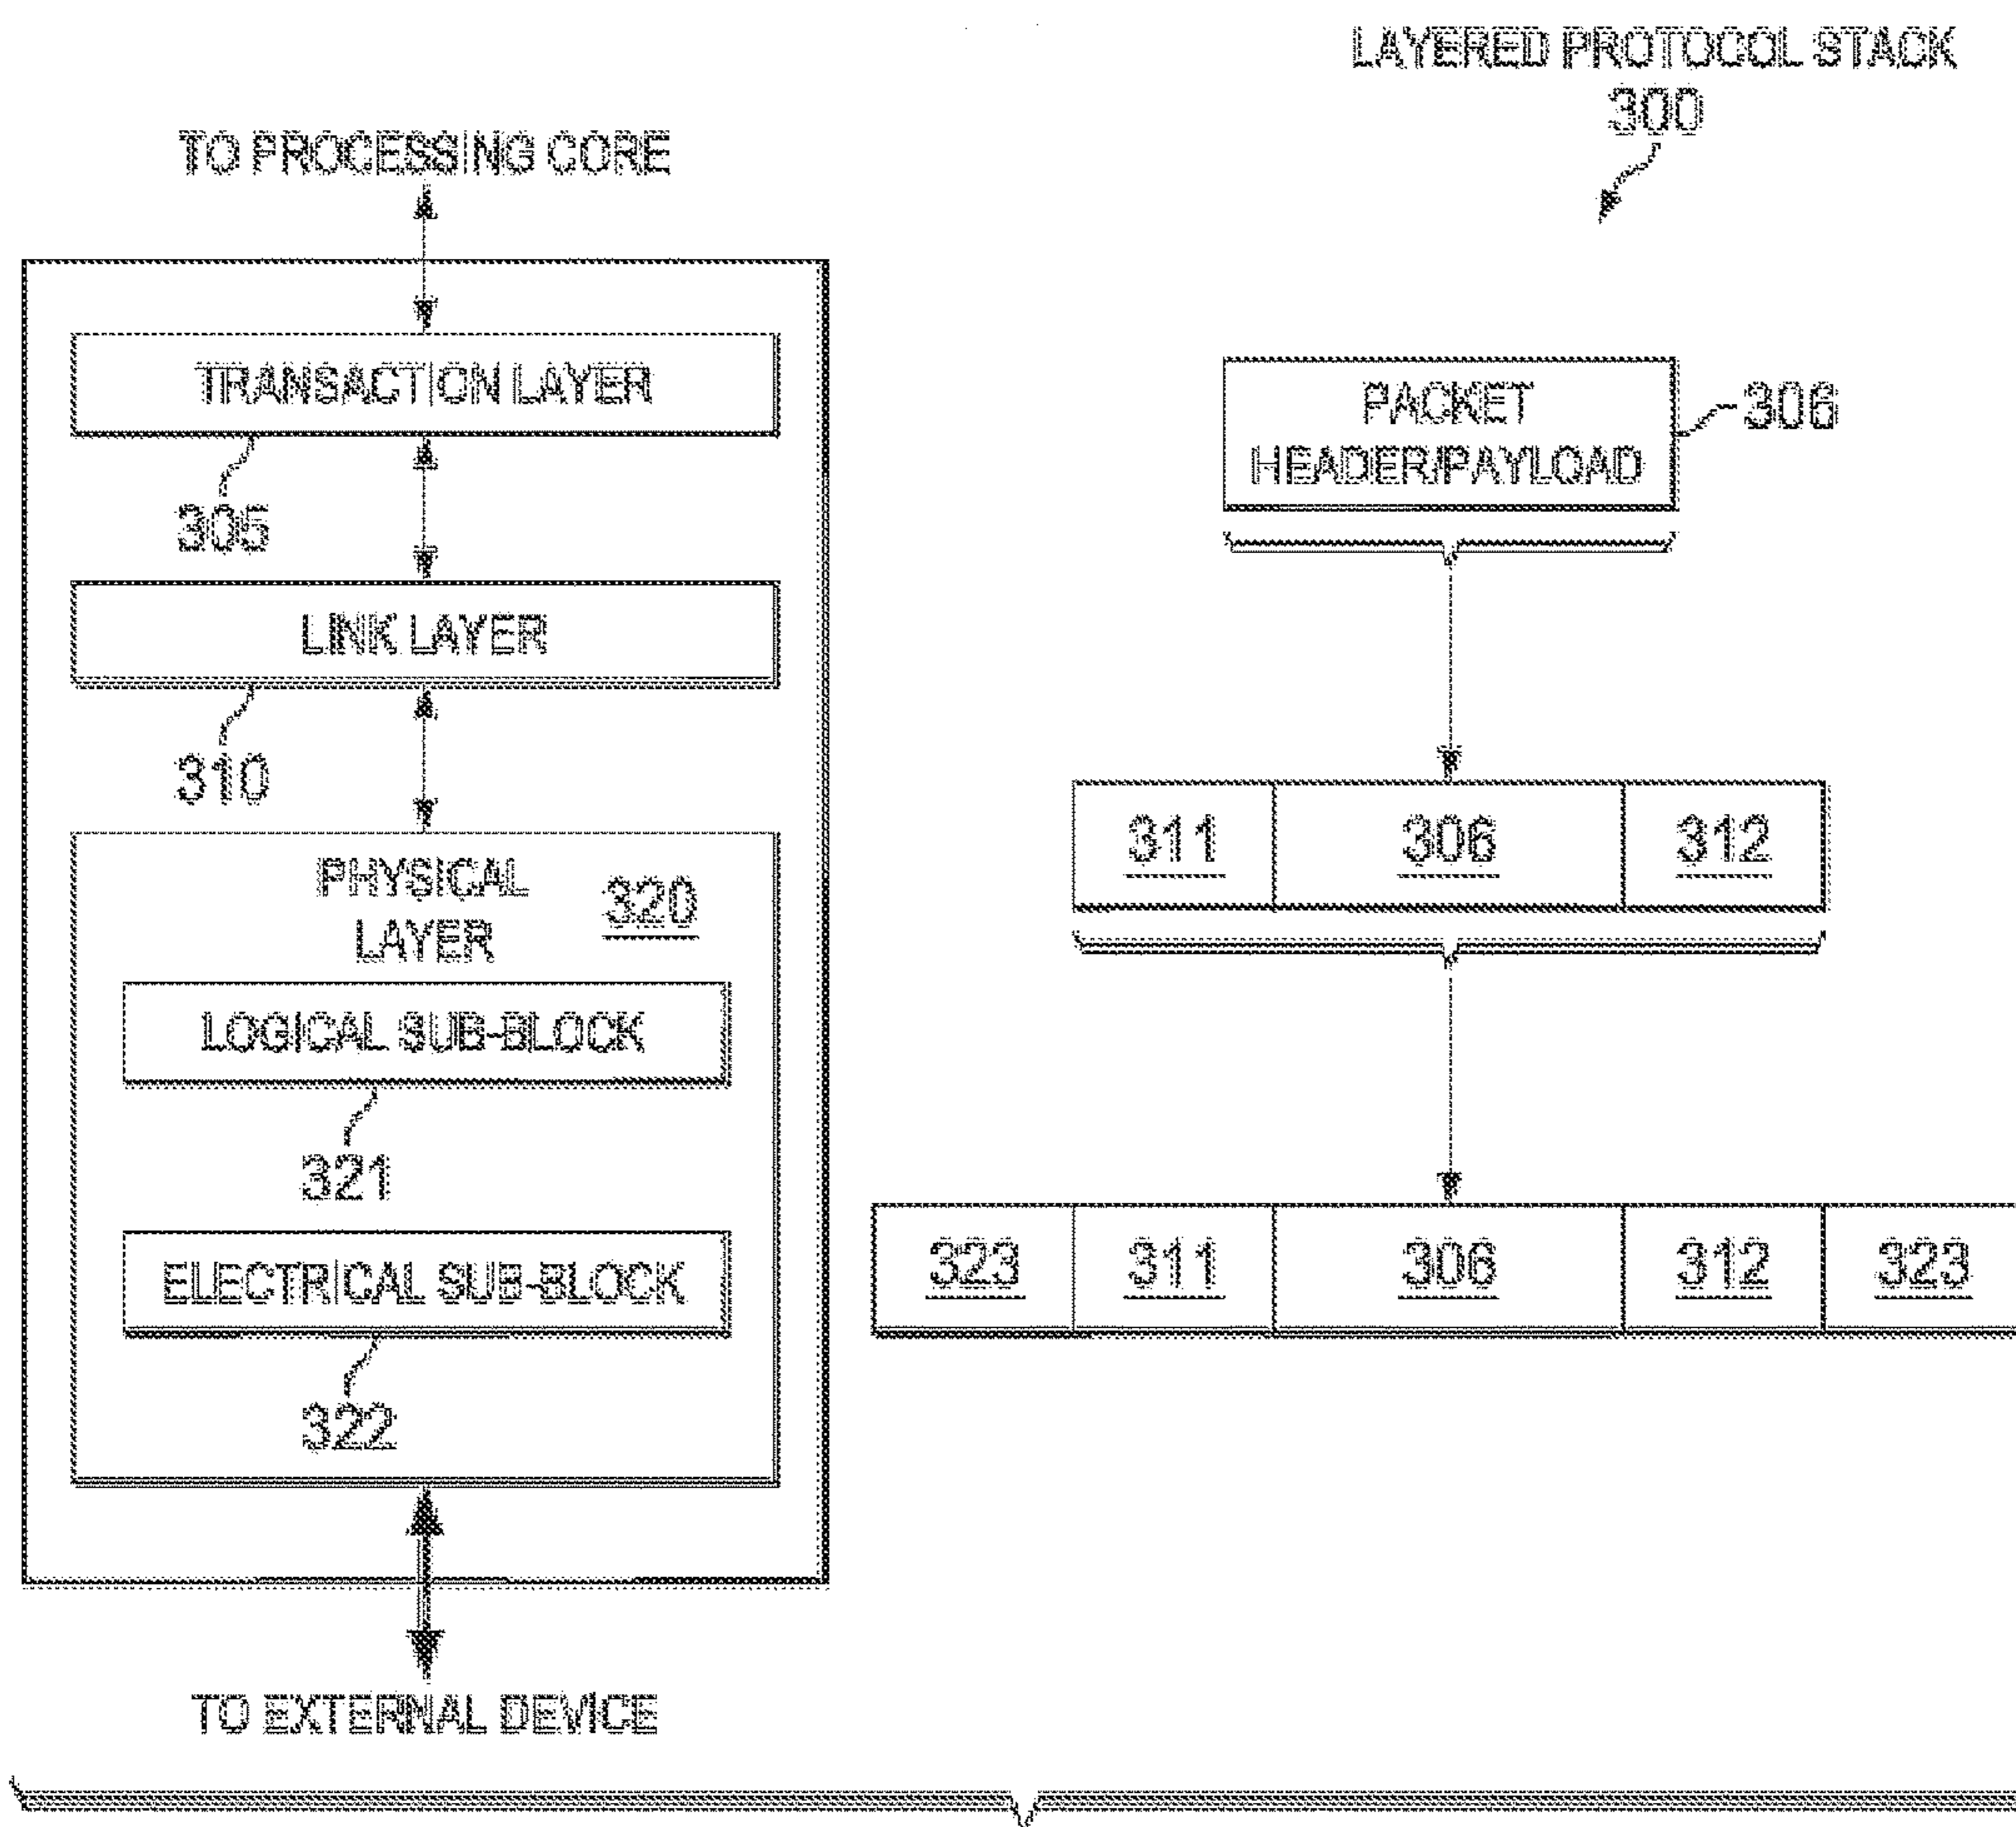 LAYERED PROTOCOL STACK
300
TO PROCESSING CORE
TRANSACTION LAYER
305
LINK LAYER
310
PHYSICAL
LAYER
320
LOGICAL SUB-BLOCK
321
ELECTRICAL SUB-BLOCK
322
TO EXTERNAL DEVICE
PACKET
HEADER/PAYLOAD
306
311 306 312
323 311 306 312 323